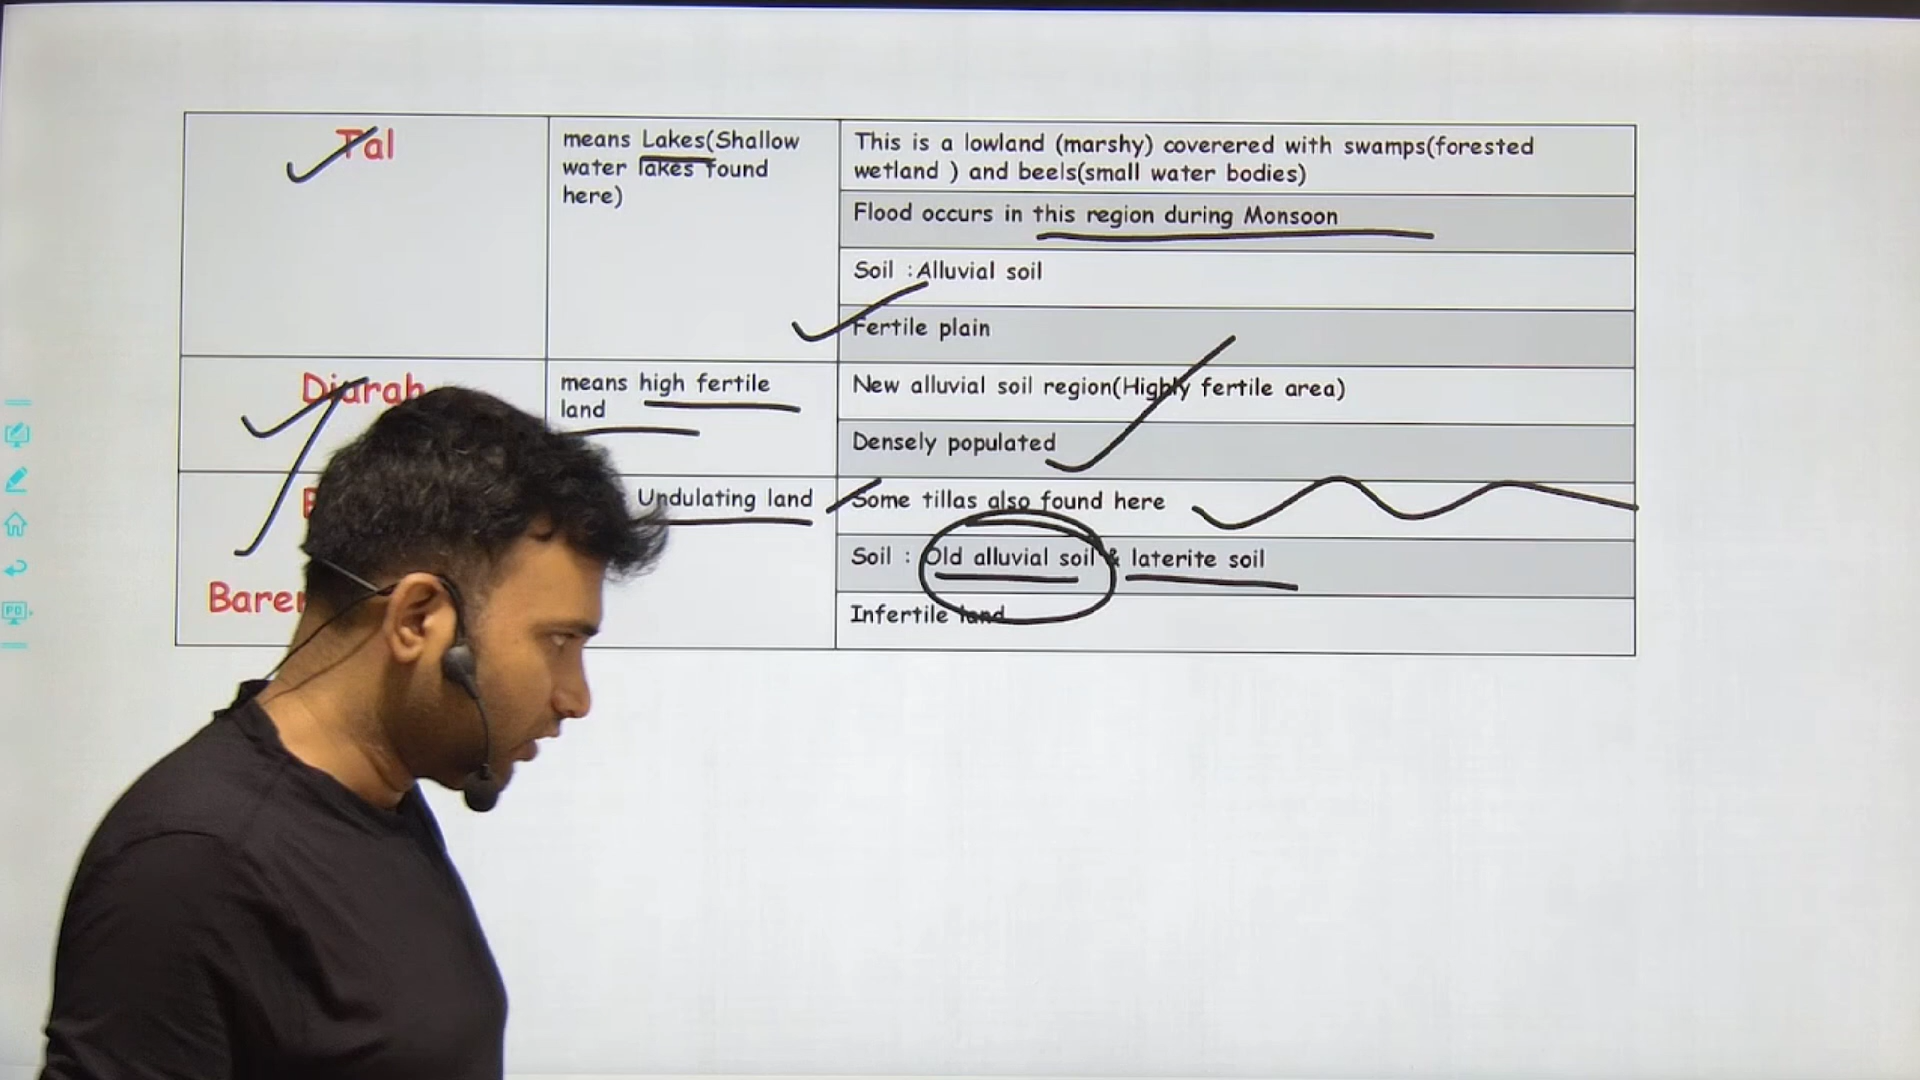 Tal
means Lakes(Shallow
water lakes found
here)
This is a lowland (marshy) coverered with swamps(forested
wetland ) and beels(small water bodies)
Flood occurs in this region during Monsoon
Soil :Alluvial soil
Fertile plain
Diarah
means high fertile
land
New alluvial soil region(Highly fertile area)
Densely populated
Undulating land
Some tillas also found here
Soil : Old alluvial soil & laterite soil
Infertile land